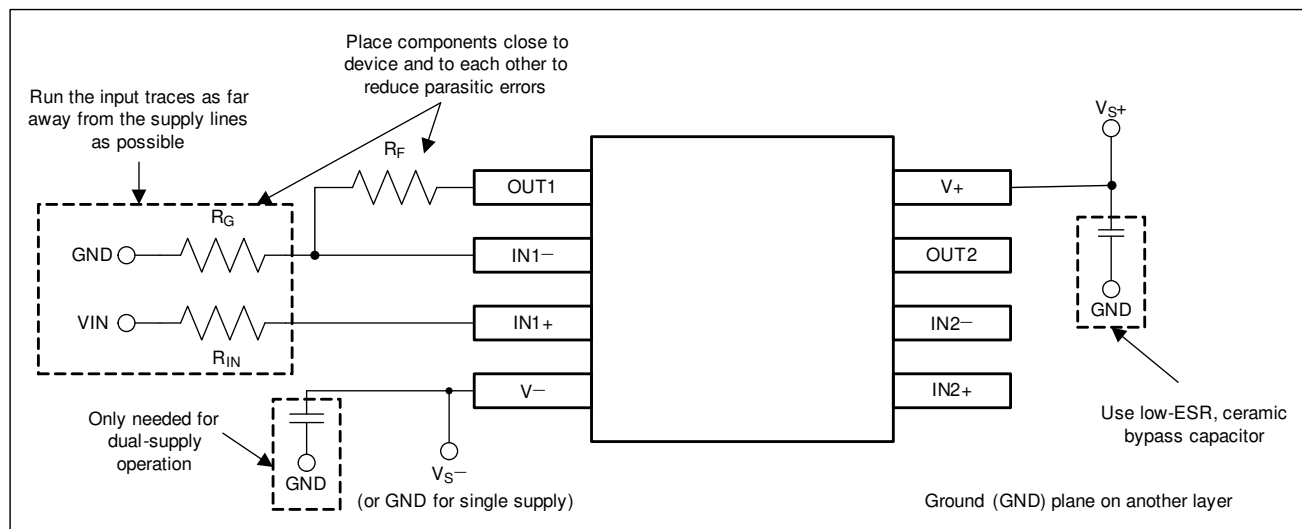 Place components close to
device and to each other to
reduce parasitic errors
Run the input traces as far
away from the supply lines
as possible
VS+
RF
OUT1
V+
RG
GND
IN1−
OUT2
GND
VIN
IN1+
IN2−
RIN
V−
IN2+
Only needed for
dual-supply
operation
Use low-ESR, ceramic
bypass capacitor
GND
VS−
(or GND for single supply)
Ground (GND) plane on another layer